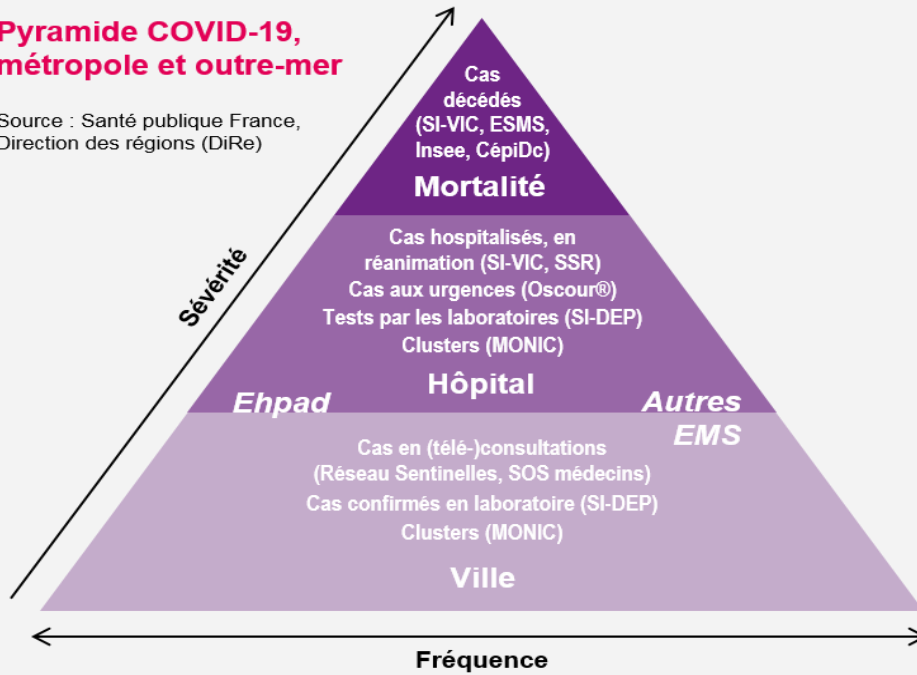 Pyramide COVID-19,
métropole et outre-mer
Source : Santé publique France,
Direction des régions (DiRe)
Sévérité
Cas
décédés
(SI-VIC, ESMS,
Insee, CépiDc)
Mortalité
Cas hospitalisés, en
réanimation (SI-VIC, SSR)
Cas aux urgences (Oscour®)
Tests par les laboratoires (SI-DEP)
Clusters (MONIC)
Hôpital
Ehpad
Autres
EMS
Cas en (télé-)consultations
(Réseau Sentinelles, SOS médecins)
Cas confirmés en laboratoire (SI-DEP)
Clusters (MONIC)
Ville
Fréquence